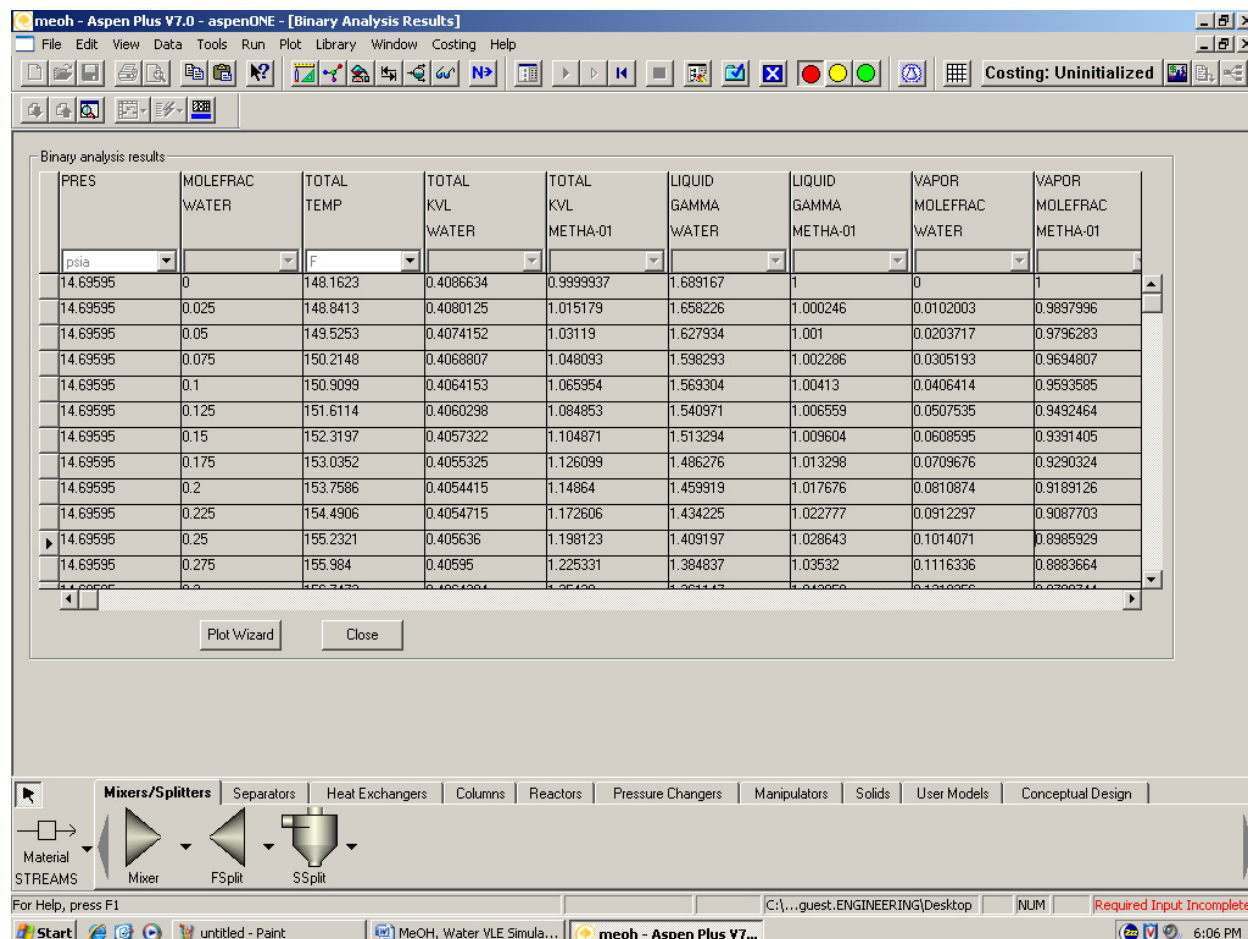 meoh - Aspen Plus V7.0 - aspenONE - [Binary Analysis Results]
File Edit View Data Tools Run Plot Library Window Costing Help
N>
Costing: Uninitialized
Binary analysis results
PRES MOLEFRAC WATER TOTAL TEMP TOTAL KVL WATER TOTAL KVL METHA-01 LIQUID GAMMA WATER LIQUID GAMMA METHA-01 VAPOR MOLEFRAC WATER VAPOR MOLEFRAC METHA-01
psia F
14.69595 0 148.1623 0.4086634 0.9999937 1.689167 1 0 1
14.69595 0.025 148.8413 0.4080125 1.015179 1.658226 1.000246 0.0102003 0.9897996
14.69595 0.05 149.5253 0.4074152 1.03119 1.627934 1.001 0.0203717 0.9796283
14.69595 0.075 150.2148 0.4068807 1.048093 1.598293 1.002286 0.0305193 0.9694807
14.69595 0.1 150.9099 0.4064153 1.065954 1.569304 1.00413 0.0406414 0.9593585
14.69595 0.125 151.6114 0.4060298 1.084853 1.540971 1.006559 0.0507535 0.9492464
14.69595 0.15 152.3197 0.4057322 1.104871 1.513294 1.009604 0.0608595 0.9391405
14.69595 0.175 153.0352 0.4055325 1.126099 1.486276 1.013298 0.0709676 0.9290324
14.69595 0.2 153.7586 0.4054415 1.14864 1.459919 1.017676 0.0810874 0.9189126
14.69595 0.225 154.4906 0.4054715 1.172606 1.434225 1.022777 0.0912297 0.9087703
14.69595 0.25 155.2321 0.405636 1.198123 1.409197 1.028643 0.1014071 0.8985929
14.69595 0.275 155.984 0.40595 1.225331 1.384837 1.03532 0.1116336 0.8883664
Plot Wizard Close
Mixers/Splitters Separators Heat Exchangers Columns Reactors Pressure Changers Manipulators Solids User Models Conceptual Design
Material
STREAMS Mixer FSplit SSplit
For Help, press F1 C:\...guest.ENGINEERING\Desktop NUM Required Input Incomplete
Start untitled - Paint MeOH, Water VLE Simula... meoh - Aspen Plus V7... 6:06 PM